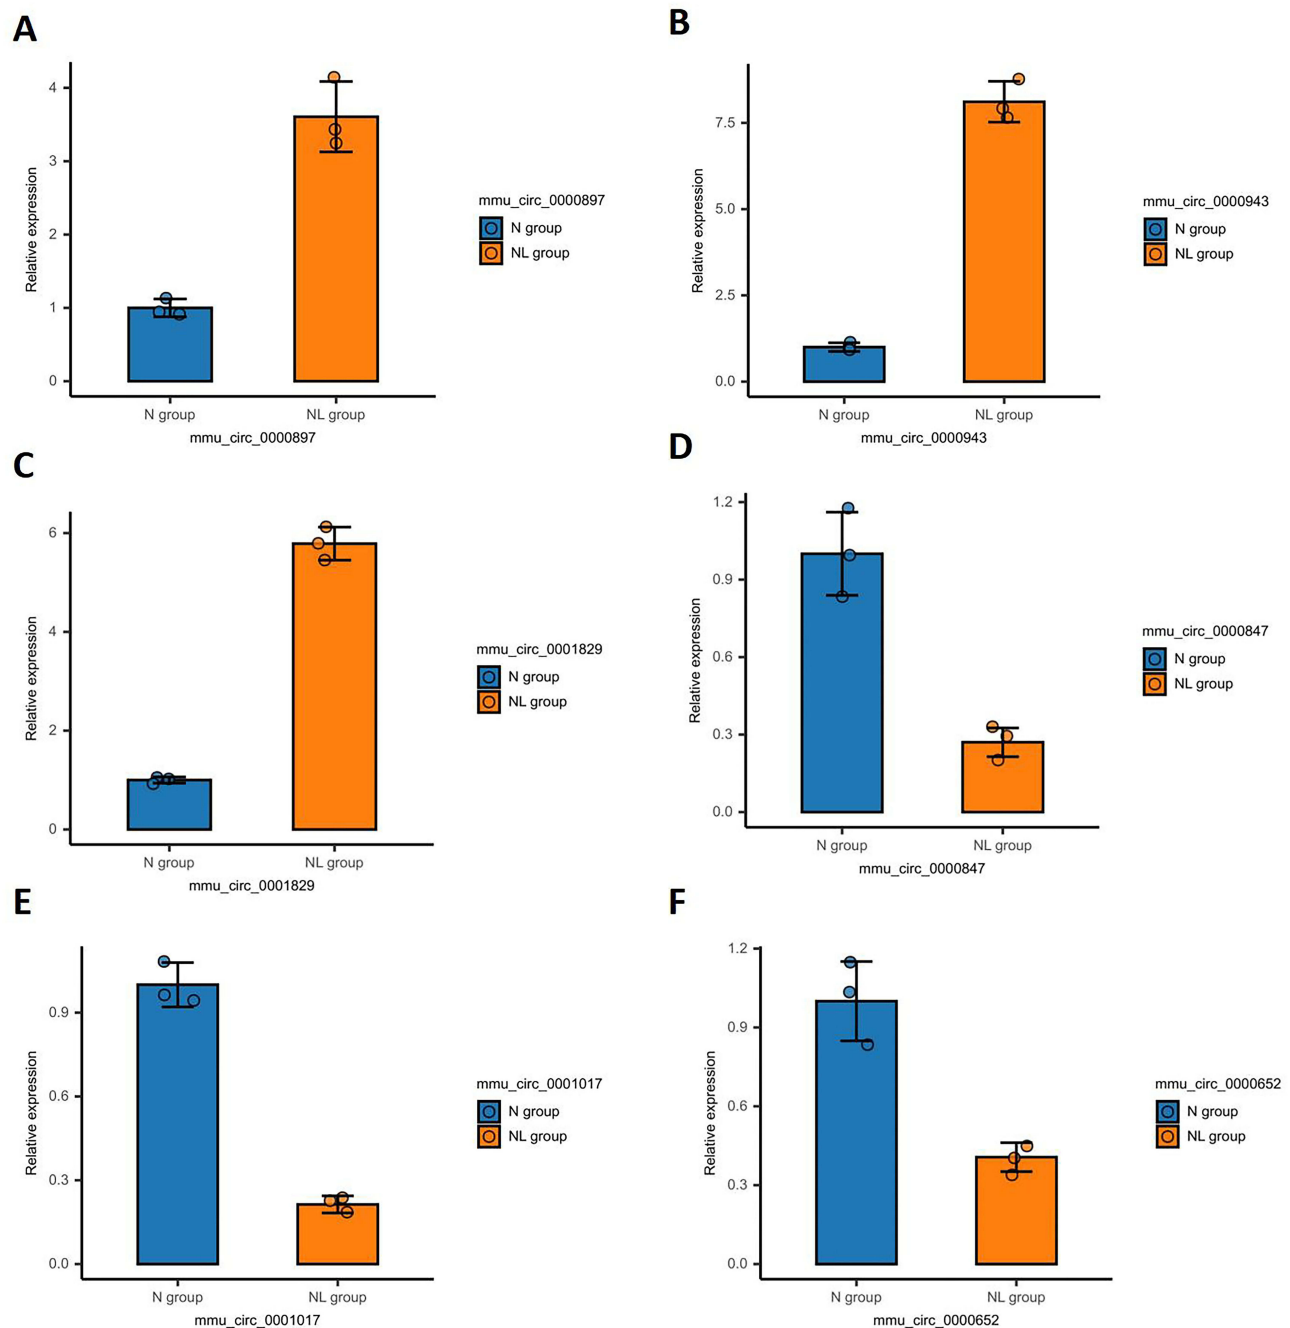 A
4
3
2
1
0
Relative expression
N group
NL group
mmu_circ_0000897
mmu_circ_0000897
N group
NL group
B
7.5
5.0
2.5
0.0
Relative expression
N group
NL group
mmu_circ_0000943
mmu_circ_0000943
N group
NL group
C
6
4
2
0
Relative expression
N group
NL group
mmu_circ_0001829
mmu_circ_0001829
N group
NL group
D
1.2
0.9
0.6
0.3
0.0
Relative expression
N group
NL group
mmu_circ_0000847
mmu_circ_0000847
N group
NL group
E
0.9
0.6
0.3
0.0
Relative expression
N group
NL group
mmu_circ_0001017
mmu_circ_0001017
N group
NL group
F
1.2
0.9
0.6
0.3
0.0
Relative expression
N group
NL group
mmu_circ_0000652
mmu_circ_0000652
N group
NL group